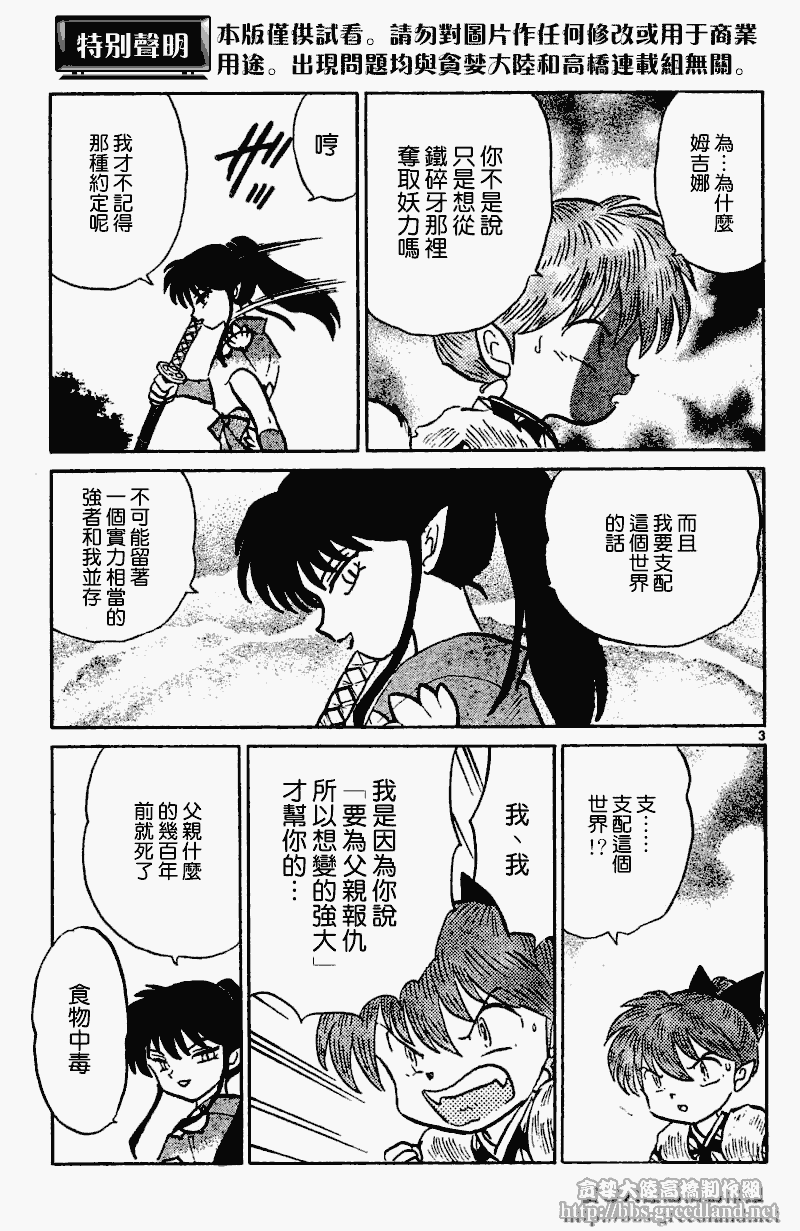 特別聲明
本版僅供試看。請勿對圖片作任何修改或用于商業
用途。出現問題均與貪婪大陸和高橋連載組無關。
為…為什麼
姆吉娜
你不是說
只是想從
鐵碎牙那裡
奪取妖力嗎
哼
我才不記得
那種約定呢
而且
我要支配
這個世界
的話
不可能留著
一個實力相當的
強者和我並存
3
支……
支配這個
世界!?
我、我
我是因為你說
「要為父親報仇
所以想變的強大」
才幫你的…
父親什麼
的幾百年
前就死了
食物中毒
貪婪大陸高橋制作組
http://bbs.greedland.net